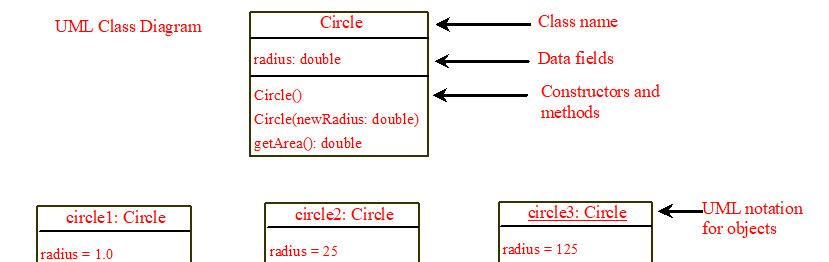 UML Class Diagram
Circle
Class name
radius: double
Data fields
Circle()
Circle(newRadius: double)
getArea(): double
Constructors and
methods
circle1: Circle
radius = 1.0
circle2: Circle
radius = 25
circle3: Circle
radius = 125
UML notation
for objects